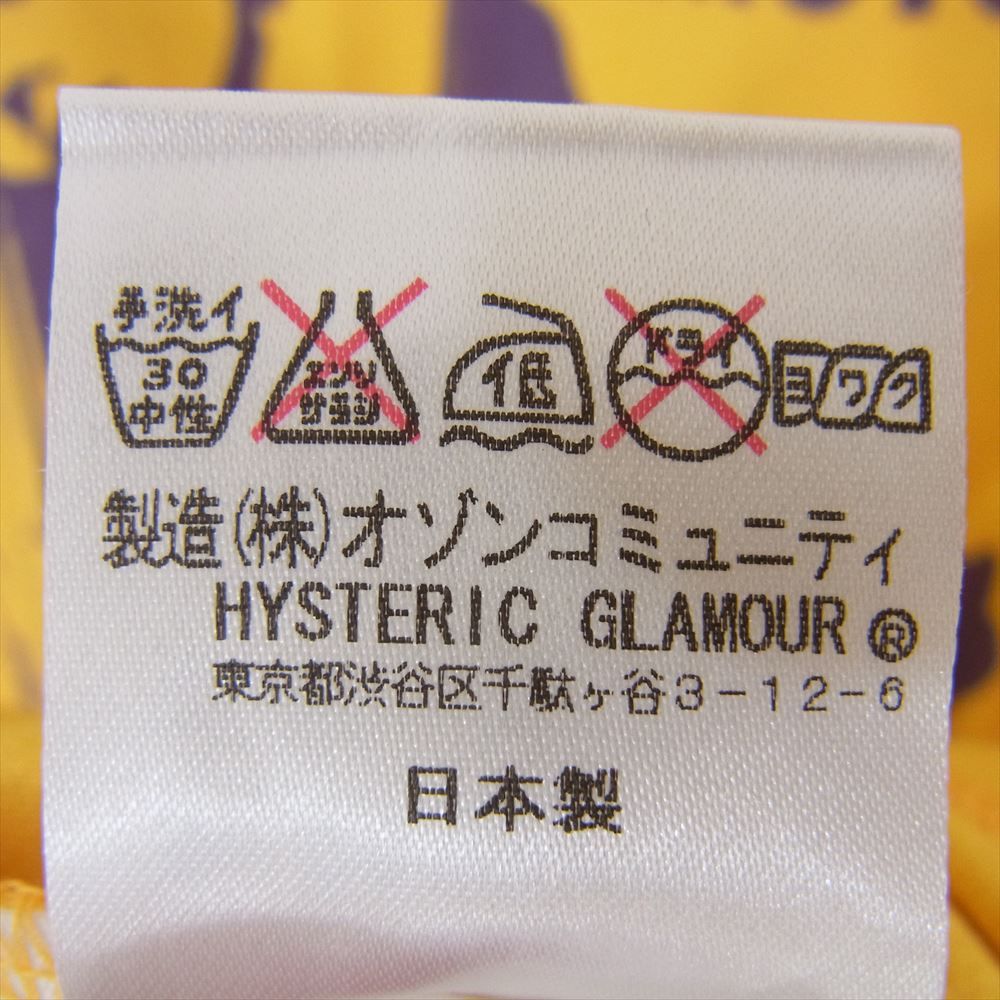 手洗イ
30
中性
エンソ
サラシ
低
ドライ
ヨワク
製造(株)オゾンコミュニティ
HYSTERIC GLAMOUR®
東京都渋谷区千駄ヶ谷3-12-6
日本製